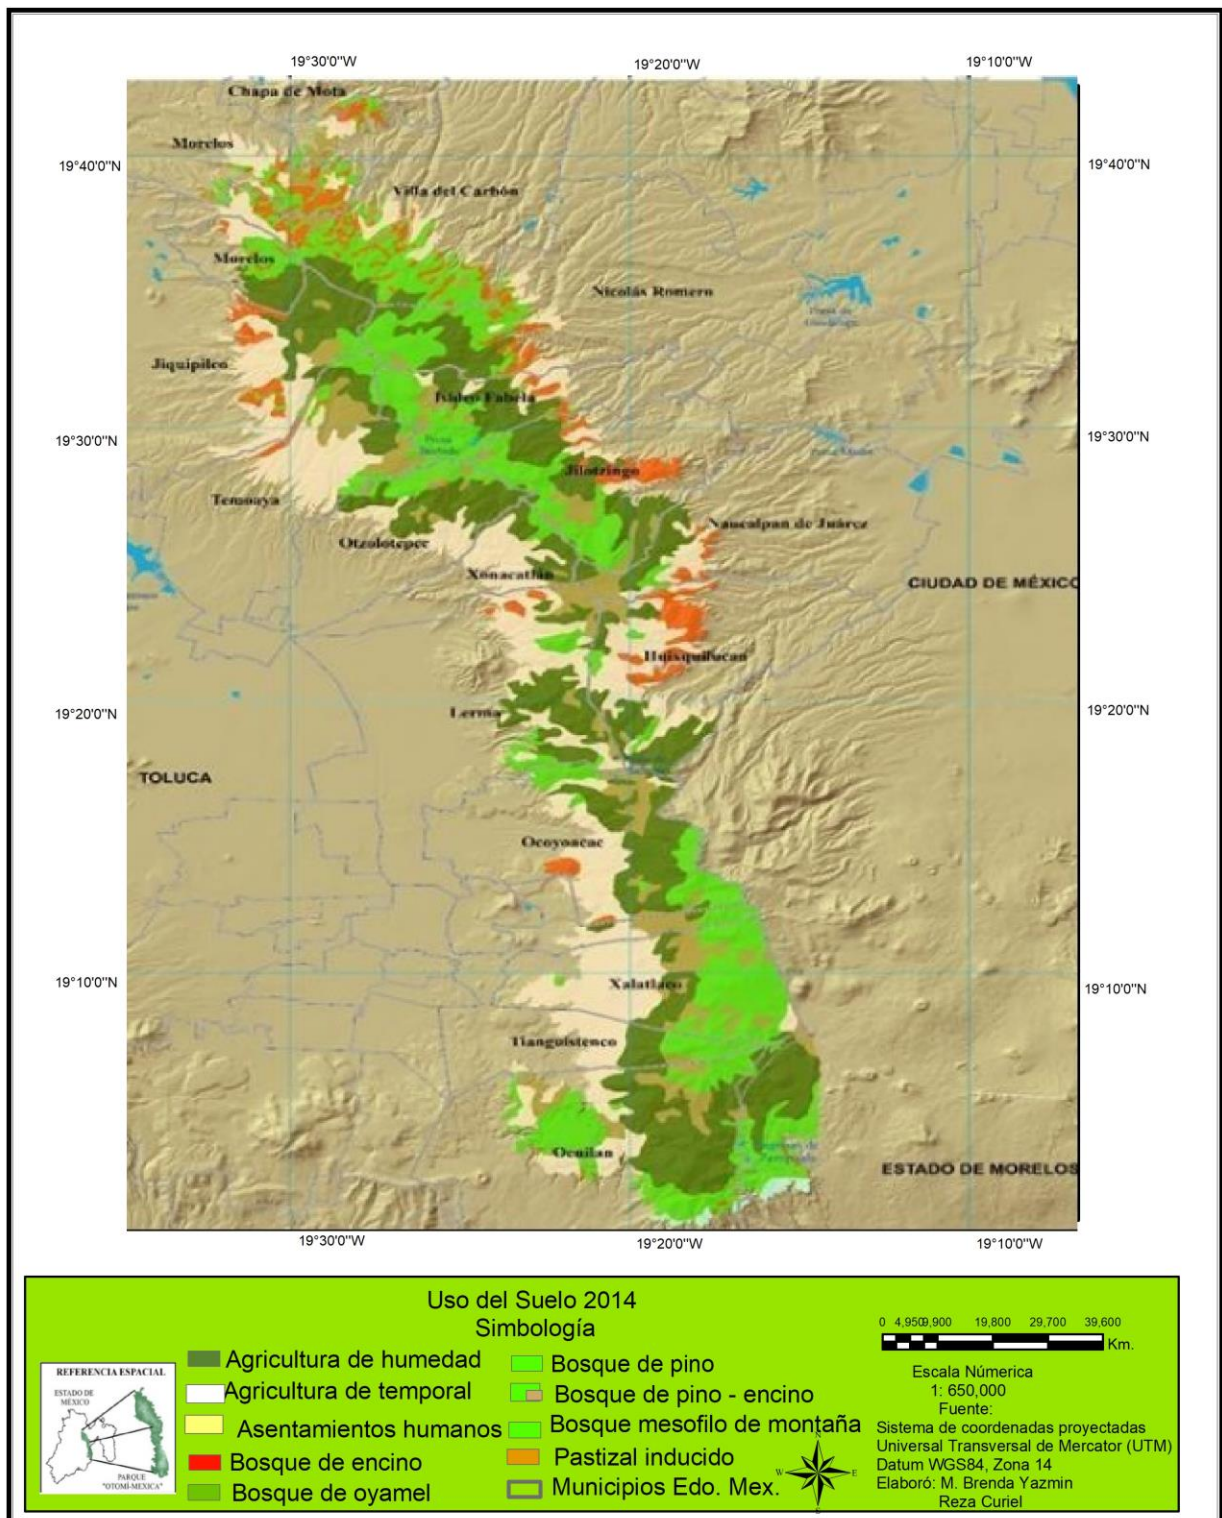 19°30'0"W
19°20'0"W
19°10'0"W
Chapa de Mota
Morelos
19°40'0"N
19°40'0"N
Villa del Carbón
Morelos
Nicolás Romero
Presa de
Jiquipilco
Isidro Fabela
19°30'0"N
19°30'0"N
Presa
Jilotzingo
Temoaya
Naucalpan de Juárez
Otzolotepec
Xonacatlán
CIUDAD DE MÉXICO
Huixquilucan
Lerma
19°20'0"N
19°20'0"N
TOLUCA
Ocoyoacac
19°10'0"N
Xalatlaco
19°10'0"N
Tianguistenco
Ocuilan
ESTADO DE MORELOS
19°30'0"W
19°20'0"W
19°10'0"W
Uso del Suelo 2014
Simbología
REFERENCIA ESPACIAL
ESTADO DE
MÉXICO
PARQUE
"OTOMÍ-MEXICA"
Agricultura de humedad
Agricultura de temporal
Asentamientos humanos
Bosque de encino
Bosque de oyamel
Bosque de pino
Bosque de pino - encino
Bosque mesofilo de montaña
Pastizal inducido
Municipios Edo. Mex.
N
W
E
S
0 4,9509,900 19,800 29,700 39,600
Km.
Escala Númerica
1: 650,000
Fuente:
Sistema de coordenadas proyectadas
Universal Transversal de Mercator (UTM)
Datum WGS84, Zona 14
Elaboró: M. Brenda Yazmin
Reza Curiel